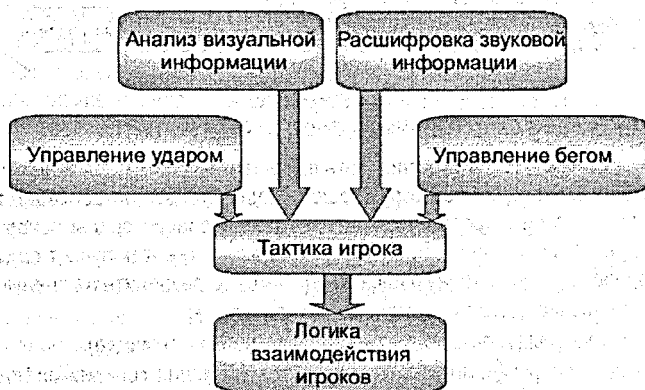 Анализ визуальной
информации
Расшифровка звуковой
информации
Управление ударом
Управление бегом
Тактика игрока
Логика
взаимодействия
игроков